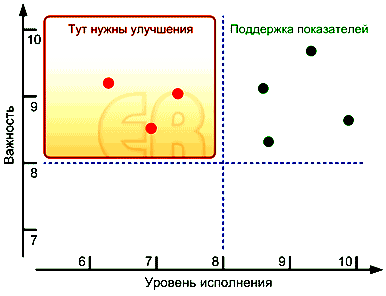 Тут нужны улучшения
Поддержка показателей
10
9
8
7
Важность
6
7
8
9
10
Уровень исполнения